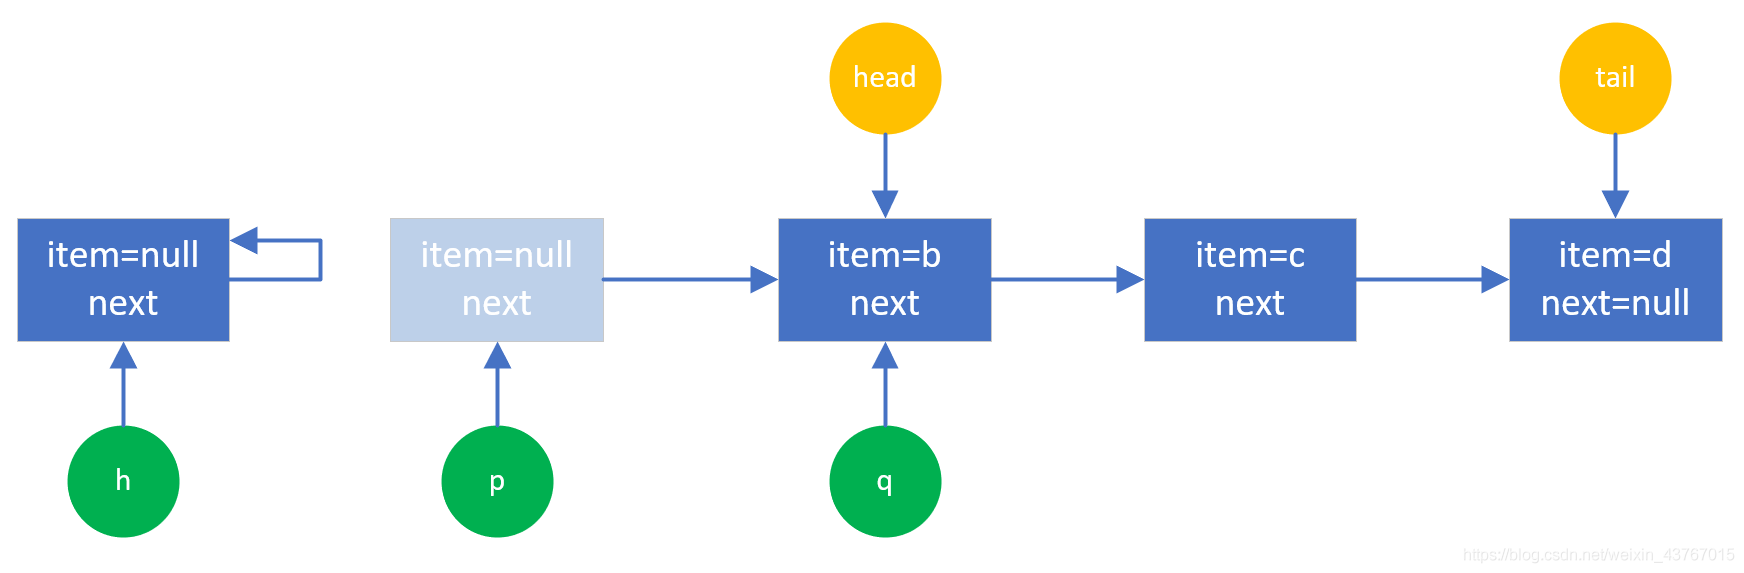 head
tail
item=null
next
item=null
next
item=b
next
item=c
next
item=d
next=null
h
p
q
https://blog.csdn.net/weixin_43767015